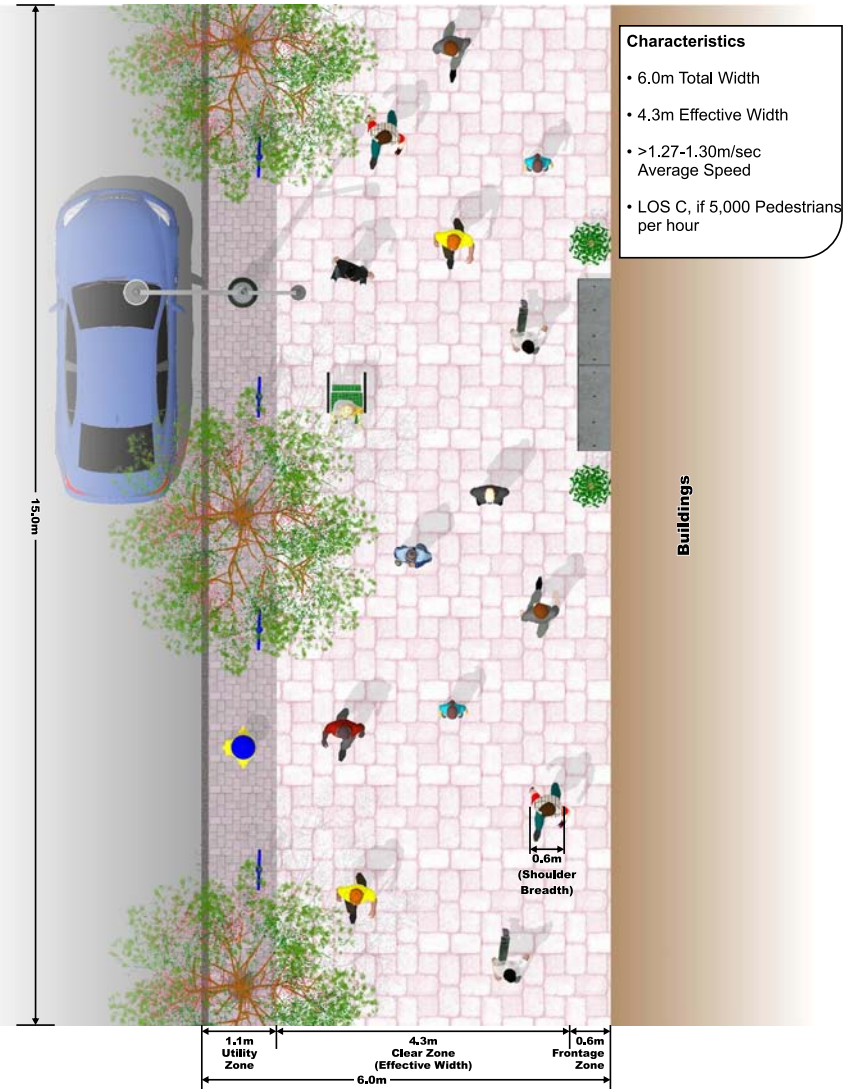 Characteristics
• 6.0m Total Width
• 4.3m Effective Width
• >1.27-1.30m/sec
Average Speed
• LOS C, if 5,000 Pedestrians
per hour
15.0m
Buildings
0.6m
(Shoulder
Breadth)
1.1m
Utility
Zone
4.3m
Clear Zone
(Effective Width)
0.6m
Frontage
Zone
6.0m